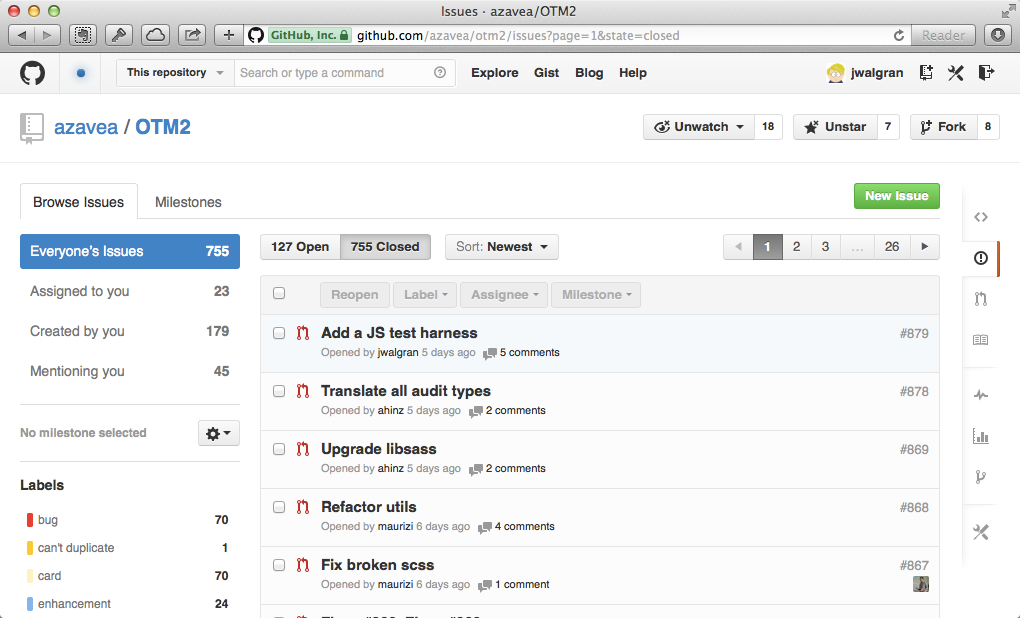 Issues · azavea/OTM2
GitHub, Inc. github.com/azavea/otm2/issues?page=1&state=closed Reader
This repository Search or type a command Explore Gist Blog Help jwalgran
azavea / OTM2 Unwatch 18 Unstar 7 Fork 8
Browse Issues Milestones New Issue
Everyone's Issues 755
Assigned to you 23
Created by you 179
Mentioning you 45
No milestone selected
Labels
bug 70
can't duplicate 1
card 70
enhancement 24
127 Open 755 Closed Sort: Newest 1 2 3 ... 26
Reopen Label Assignee Milestone
Add a JS test harness #879
Opened by jwalgran 5 days ago 5 comments
Translate all audit types #878
Opened by ahinz 5 days ago 2 comments
Upgrade libsass #869
Opened by ahinz 5 days ago 2 comments
Refactor utils #868
Opened by maurizi 6 days ago 4 comments
Fix broken scss #867
Opened by maurizi 6 days ago 1 comment